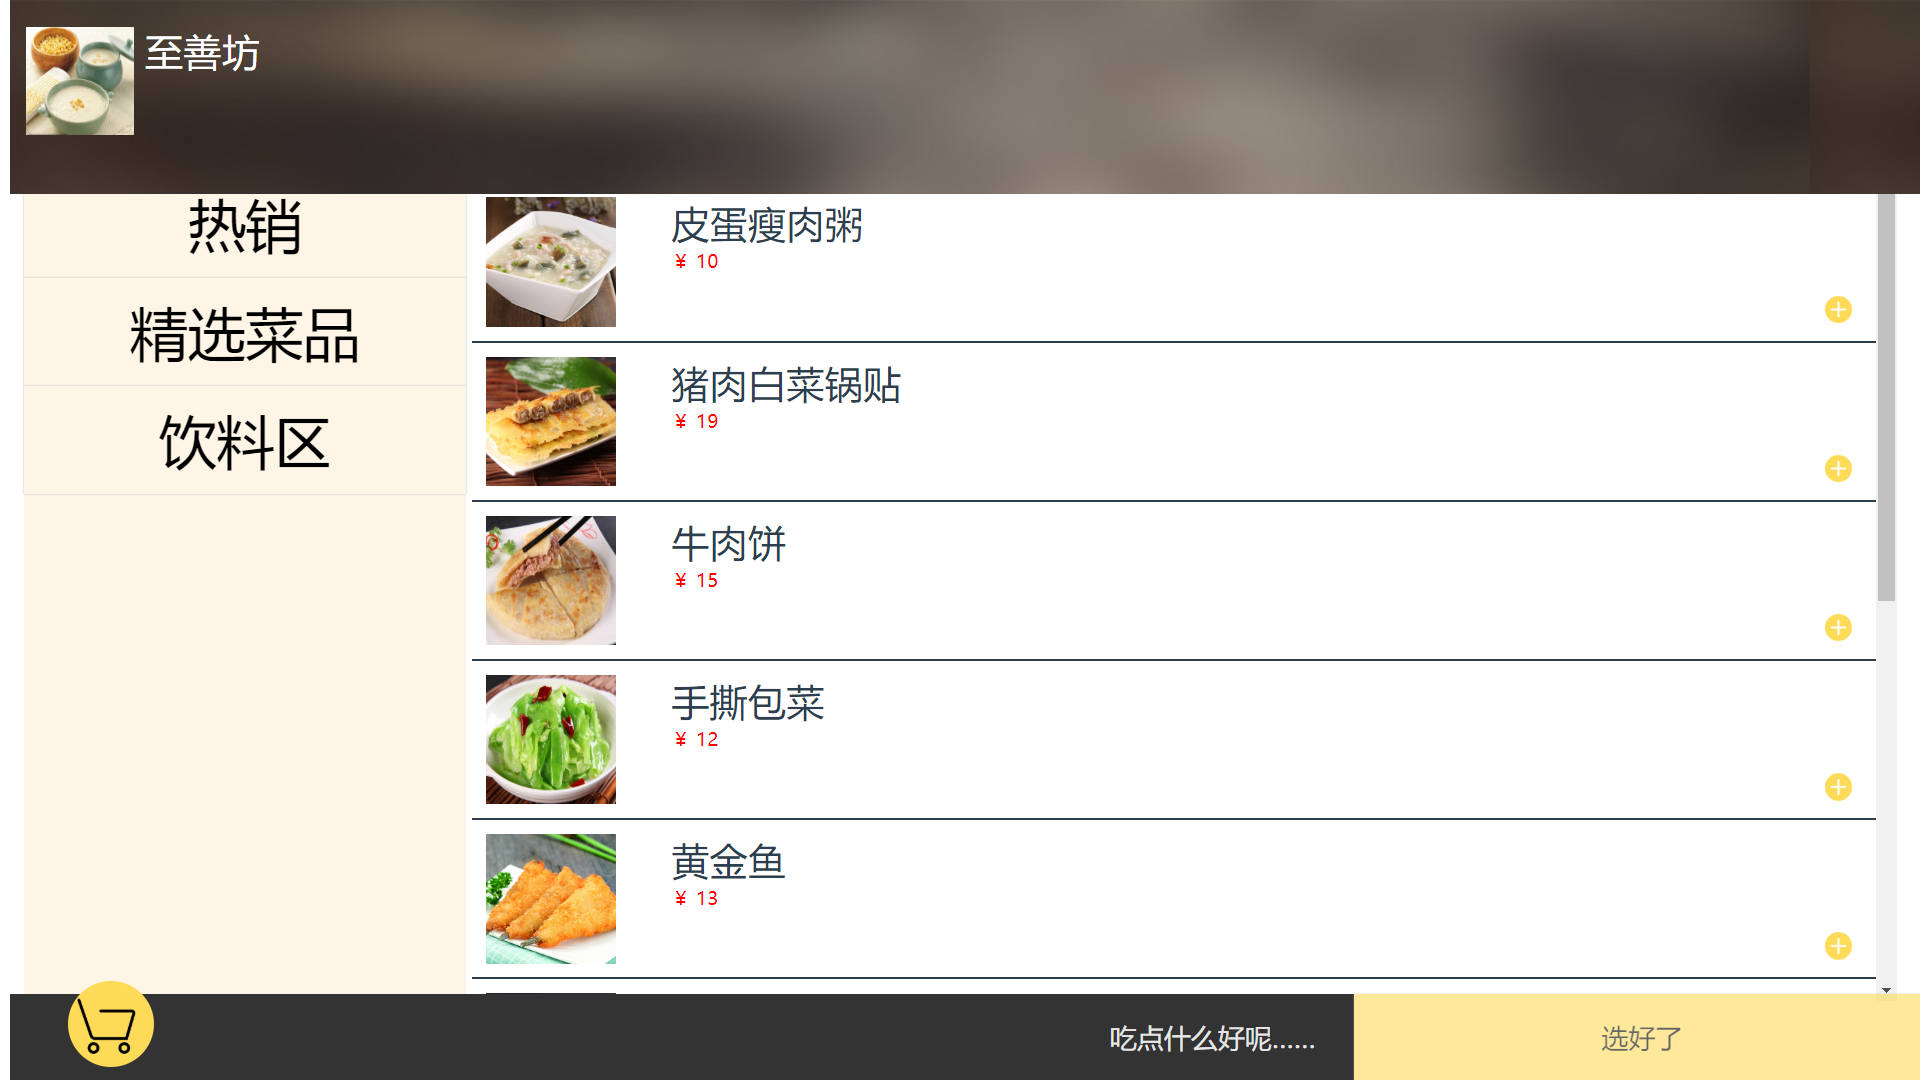 至善坊
热销
精选菜品
饮料区
皮蛋瘦肉粥
¥ 10
猪肉白菜锅贴
¥ 19
牛肉饼
¥ 15
手撕包菜
¥ 12
黄金鱼
¥ 13
吃点什么好呢......
选好了